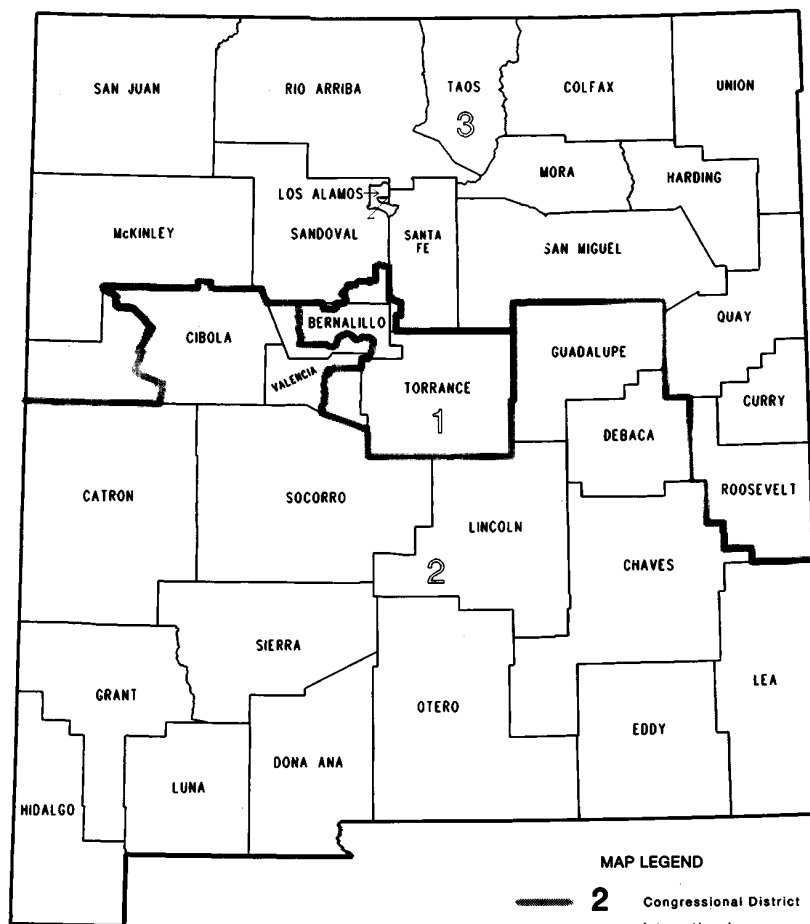 SAN JUAN
RIO ARRIBA
TAOS
COLFAX
UNION
3
MORA
HARDING
LOS ALAMOS
McKINLEY
SANDOVAL
SANTA
FE
SAN MIGUEL
QUAY
BERNALILLO
CIBOLA
GUADALUPE
VALENCIA
TORRANCE
CURRY
1
DEBACA
ROOSEVELT
CATRON
SOCORRO
LINCOLN
CHAVES
2
SIERRA
GRANT
OTERO
LEA
EDDY
DONA ANA
LUNA
HIDALGO
MAP LEGEND
2 Congressional District